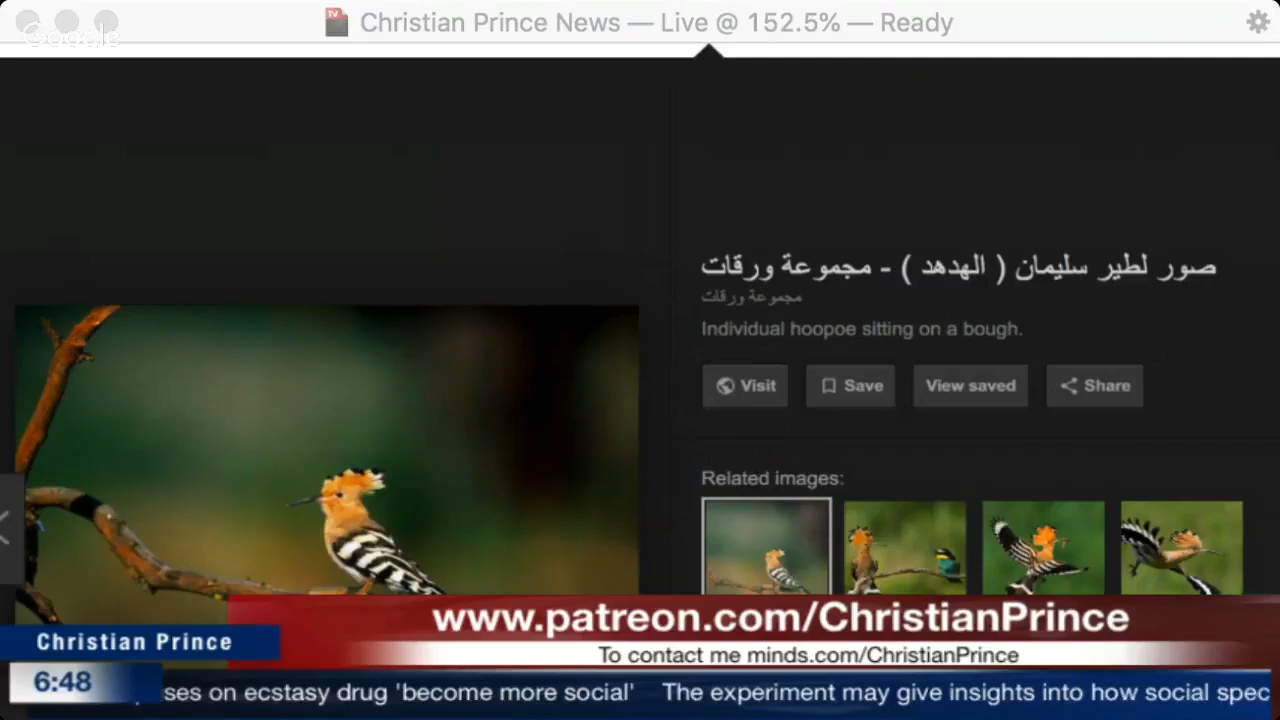 Christian Prince News — Live @ 152.5% — Ready
Google
صور لطير سليمان ( الهدهد ) - مجموعة ورقات
مجموعة ورقات
Individual hoopoe sitting on a bough.
Visit
Save
View saved
Share
Related images:
www.patreon.com/ChristianPrince
Christian Prince
To contact me minds.com/ChristianPrince
6:48
ses on ecstasy drug 'become more social' The experiment may give insights into how social spec